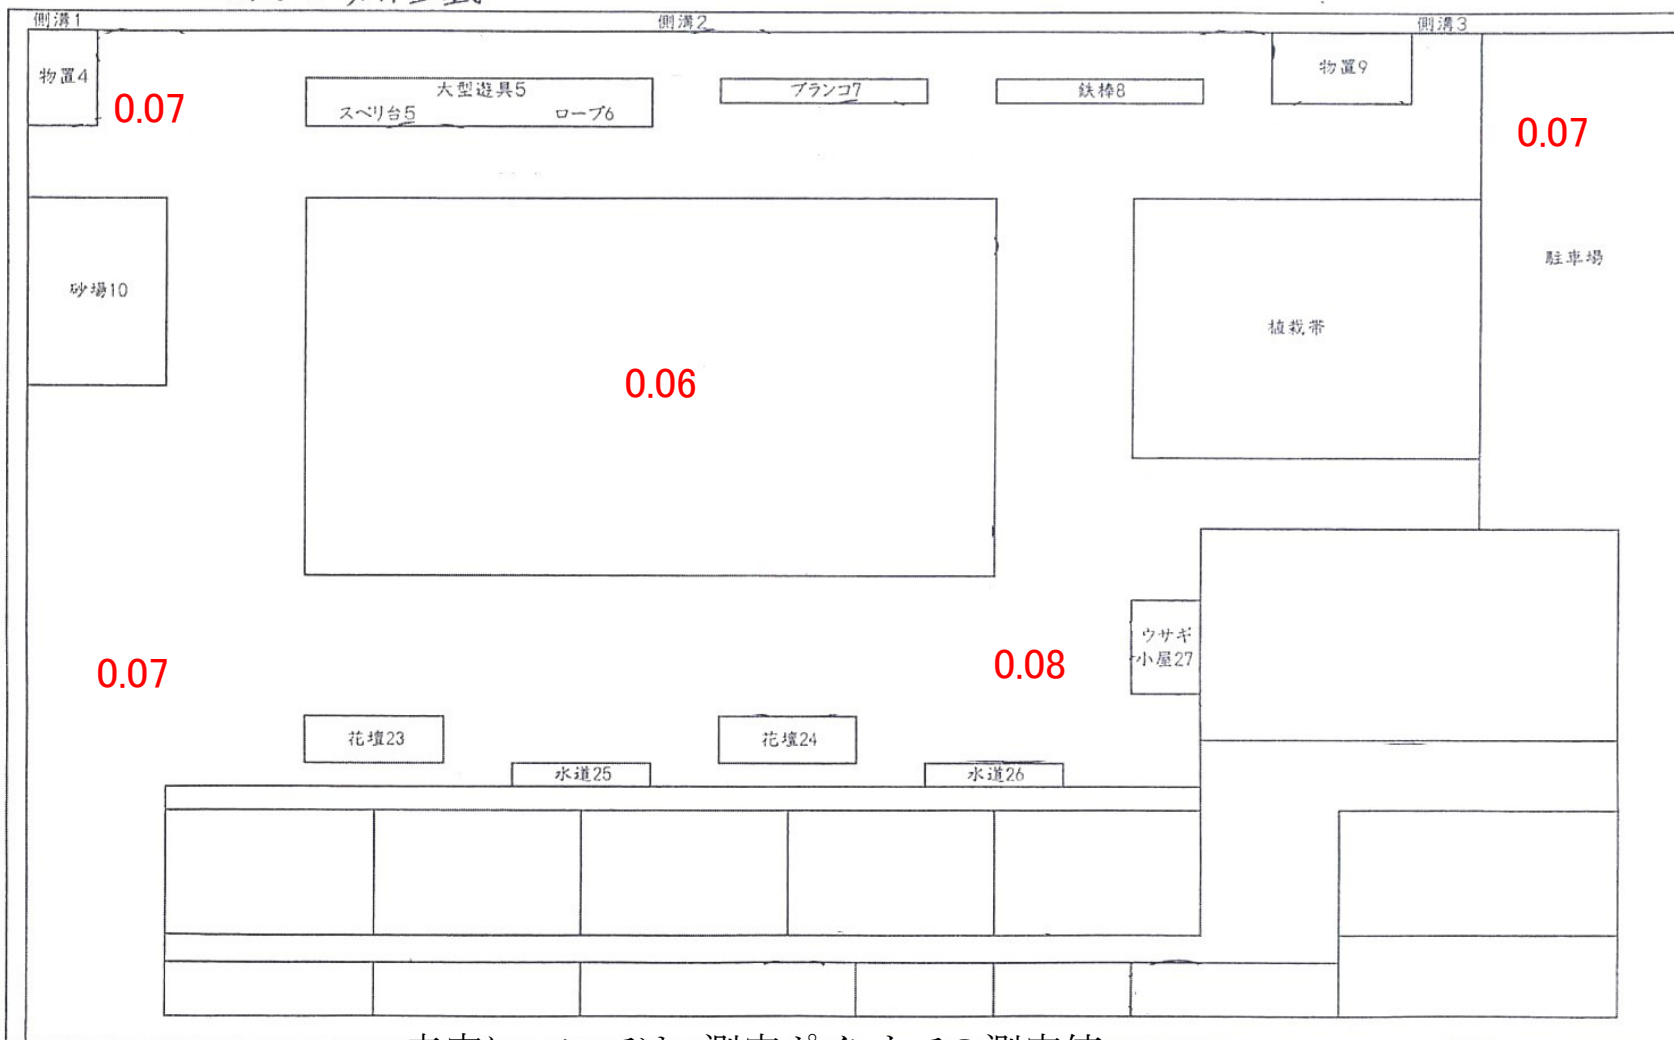 側溝1
側溝2
側溝3
物置4
0.07
大型遊具5
スベリ台5 ロープ6
ブランコ7
鉄棒8
物置9
0.07
砂場10
駐車場
植栽帯
0.06
ウサギ
小屋27
0.07
0.08
花壇23
花壇24
水道25
水道26